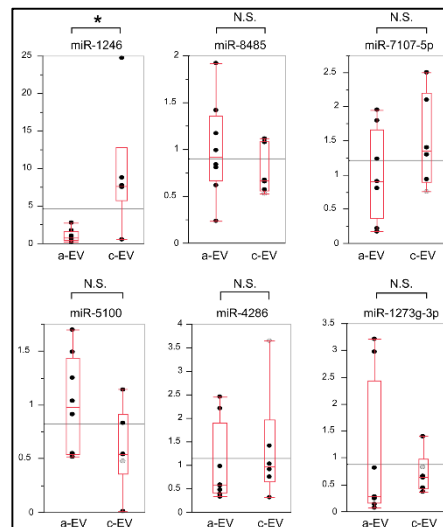 * N.S. N.S.
miR-1246 miR-8485 miR-7107-5p
25 2 2.5
20 1.5 2
15 1 1.5
10 0.5 1
5 0 0.5
0 0
a-EV c-EV a-EV c-EV a-EV c-EV
N.S. N.S. N.S.
miR-5100 miR-4286 miR-1273g-3p
1.5 4 3.5
1 3.5 3
0.5 3 2.5
0 2.5 2
2 1.5
1.5 1
1 0.5
0.5 0
0
a-EV c-EV a-EV c-EV a-EV c-EV